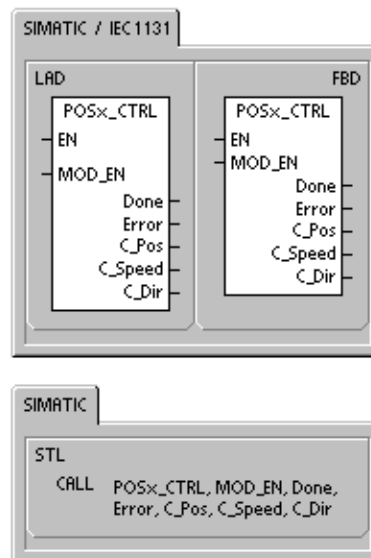 SIMATIC / IEC1131
LAD
FBD
POSx_CTRL
EN
MOD_EN
Done
Error
C_Pos
C_Speed
C_Dir
POSx_CTRL
EN
MOD_EN
Done
Error
C_Pos
C_Speed
C_Dir
SIMATIC
STL
CALL POSx_CTRL, MOD_EN, Done,
Error, C_Pos, C_Speed, C_Dir